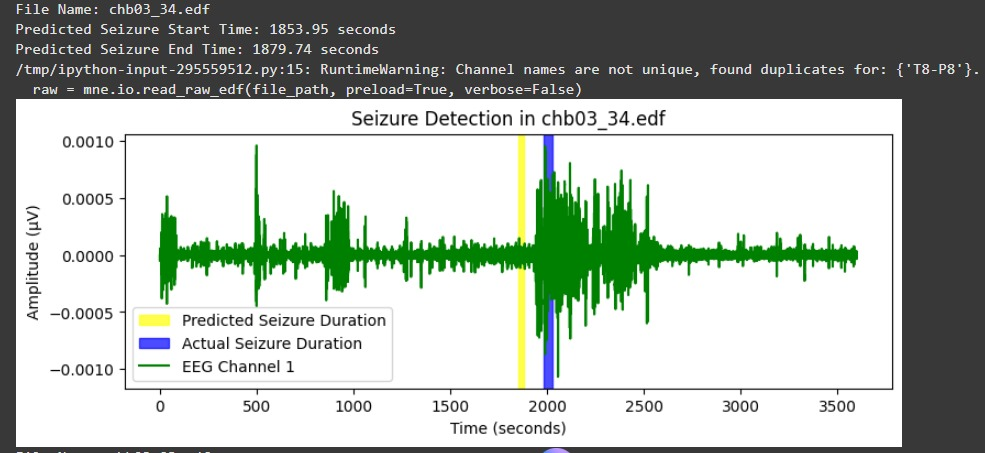 File Name: chb03_34.edf
Predicted Seizure Start Time: 1853.95 seconds
Predicted Seizure End Time: 1879.74 seconds
/tmp/ipython-input-295559512.py:15: RuntimeWarning: Channel names are not unique, found duplicates for: {'T8-P8'}.
raw = mne.io.read_raw_edf(file_path, preload=True, verbose=False)
Seizure Detection in chb03_34.edf
0.0010
0.0005
0.0000
−0.0005
−0.0010
Amplitude (µV)
Predicted Seizure Duration
Actual Seizure Duration
EEG Channel 1
0 500 1000 1500 2000 2500 3000 3500
Time (seconds)